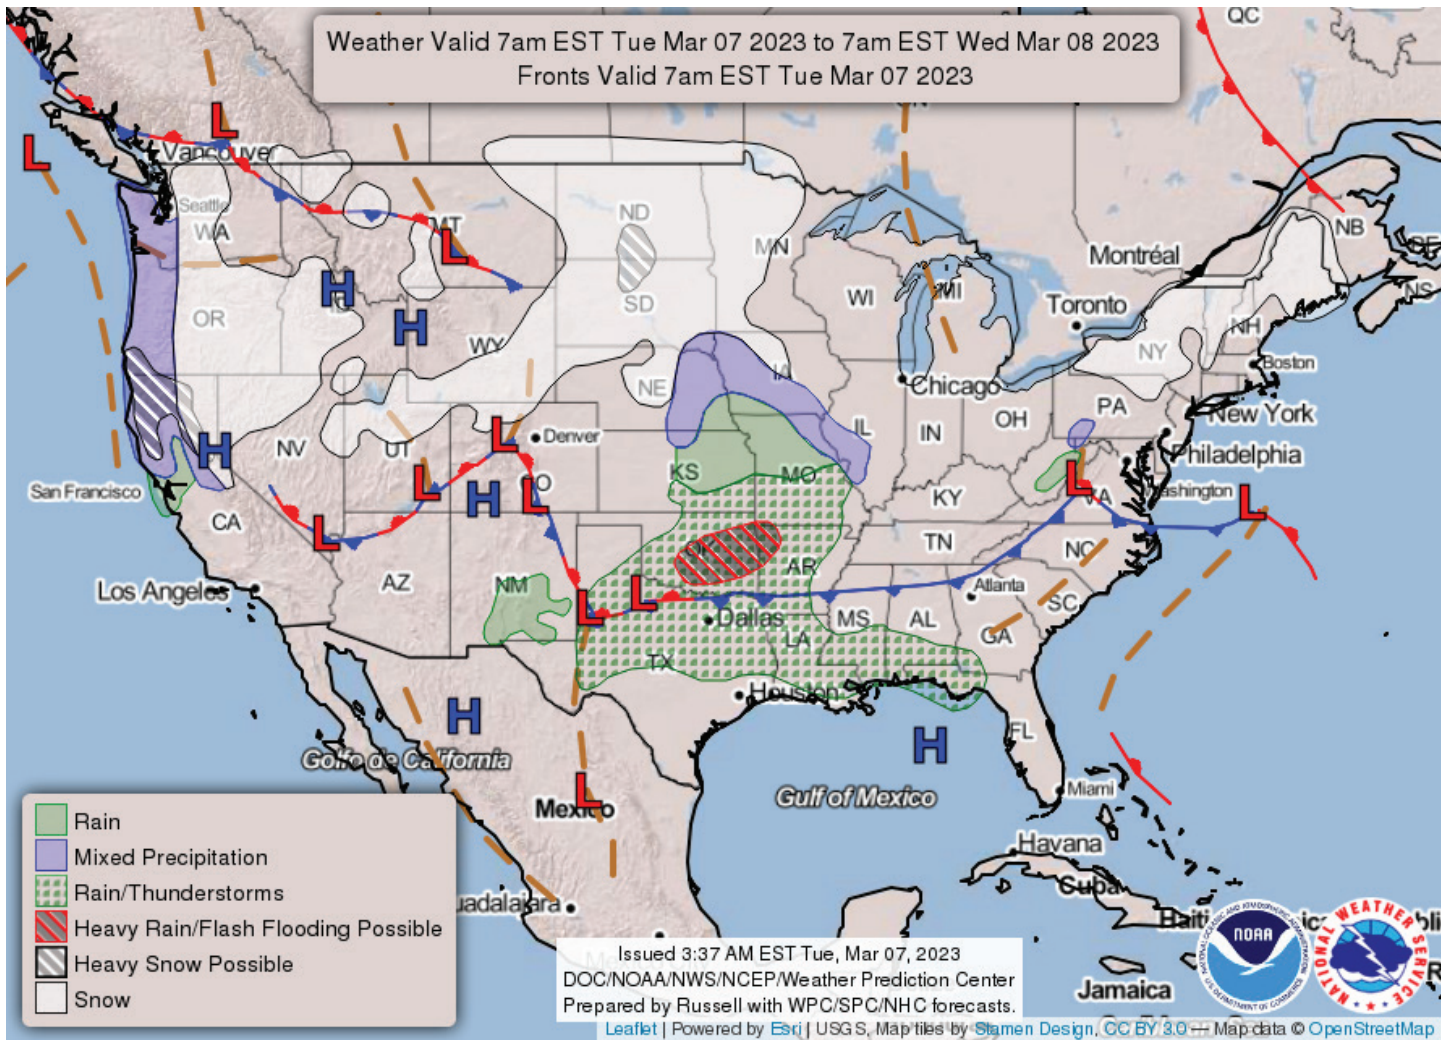 QC
Weather Valid 7am EST Tue Mar 07 2023 to 7am EST Wed Mar 08 2023
Fronts Valid 7am EST Tue Mar 07 2023
L
L
Vancouver
Seattle
WA
MT
L
ND
MN
NB
Montréal
NS
H
ID
OR
H
SD
WI
MI
Toronto
WY
NH
NY
Boston
NE
IA
Chicago
PA
New York
L
Denver
IL
IN
OH
Philadelphia
H
NV
UT
KS
MO
L
CO
H
L
San Francisco
CA
L
KY
L
VA
Washington
L
TN
NC
OK
AR
AZ
NM
Los Angeles
L
L
Dallas
MS
AL
Atlanta
SC
GA
LA
TX
Houston
H
FL
H
Golfo de California
Gulf of Mexico
Miami
L
Mexico
Havana
Cuba
Rain
Mixed Precipitation
Rain/Thunderstorms
Heavy Rain/Flash Flooding Possible
Heavy Snow Possible
Snow
uadalajara
Haiti
Jamaica
NOAA
NATIONAL WEATHER SERVICE
Issued 3:37 AM EST Tue, Mar 07, 2023
DOC/NOAA/NWS/NCEP/Weather Prediction Center
Prepared by Russell with WPC/SPC/NHC forecasts.
Leaflet | Powered by Esri | USGS, Map tiles by Stamen Design, CC BY 3.0 — Map data © OpenStreetMap